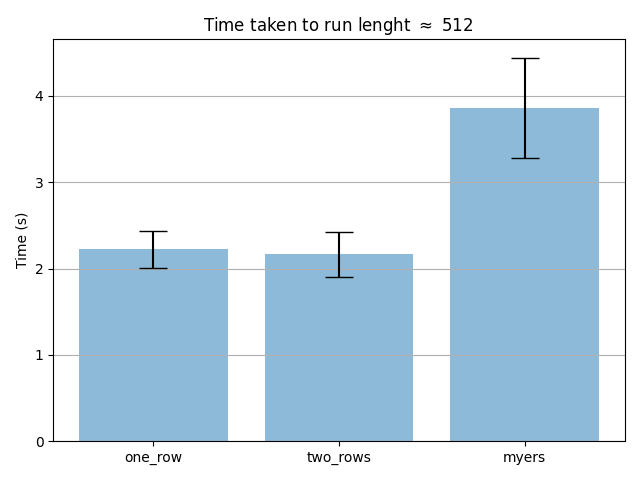 Time taken to run lenght ≈ 512
Time (s)
4
3
2
1
0
one_row
two_rows
myers